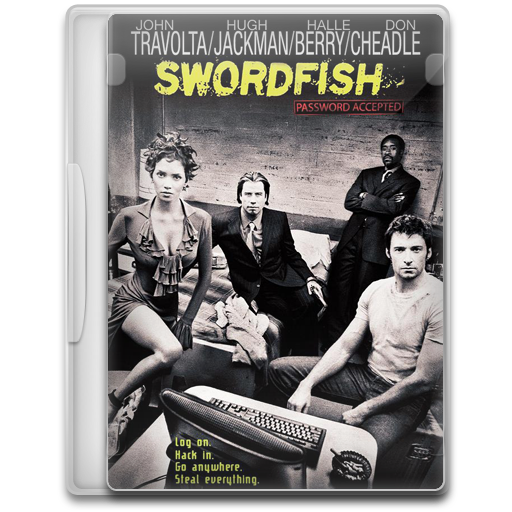 JOHN HUGH HALLE DON
TRAVOLTA/JACKMAN/BERRY/CHEADLE
SWORDFISH
PASSWORD ACCEPTED
Log on.
Hack in.
Go anywhere.
Steal everything.